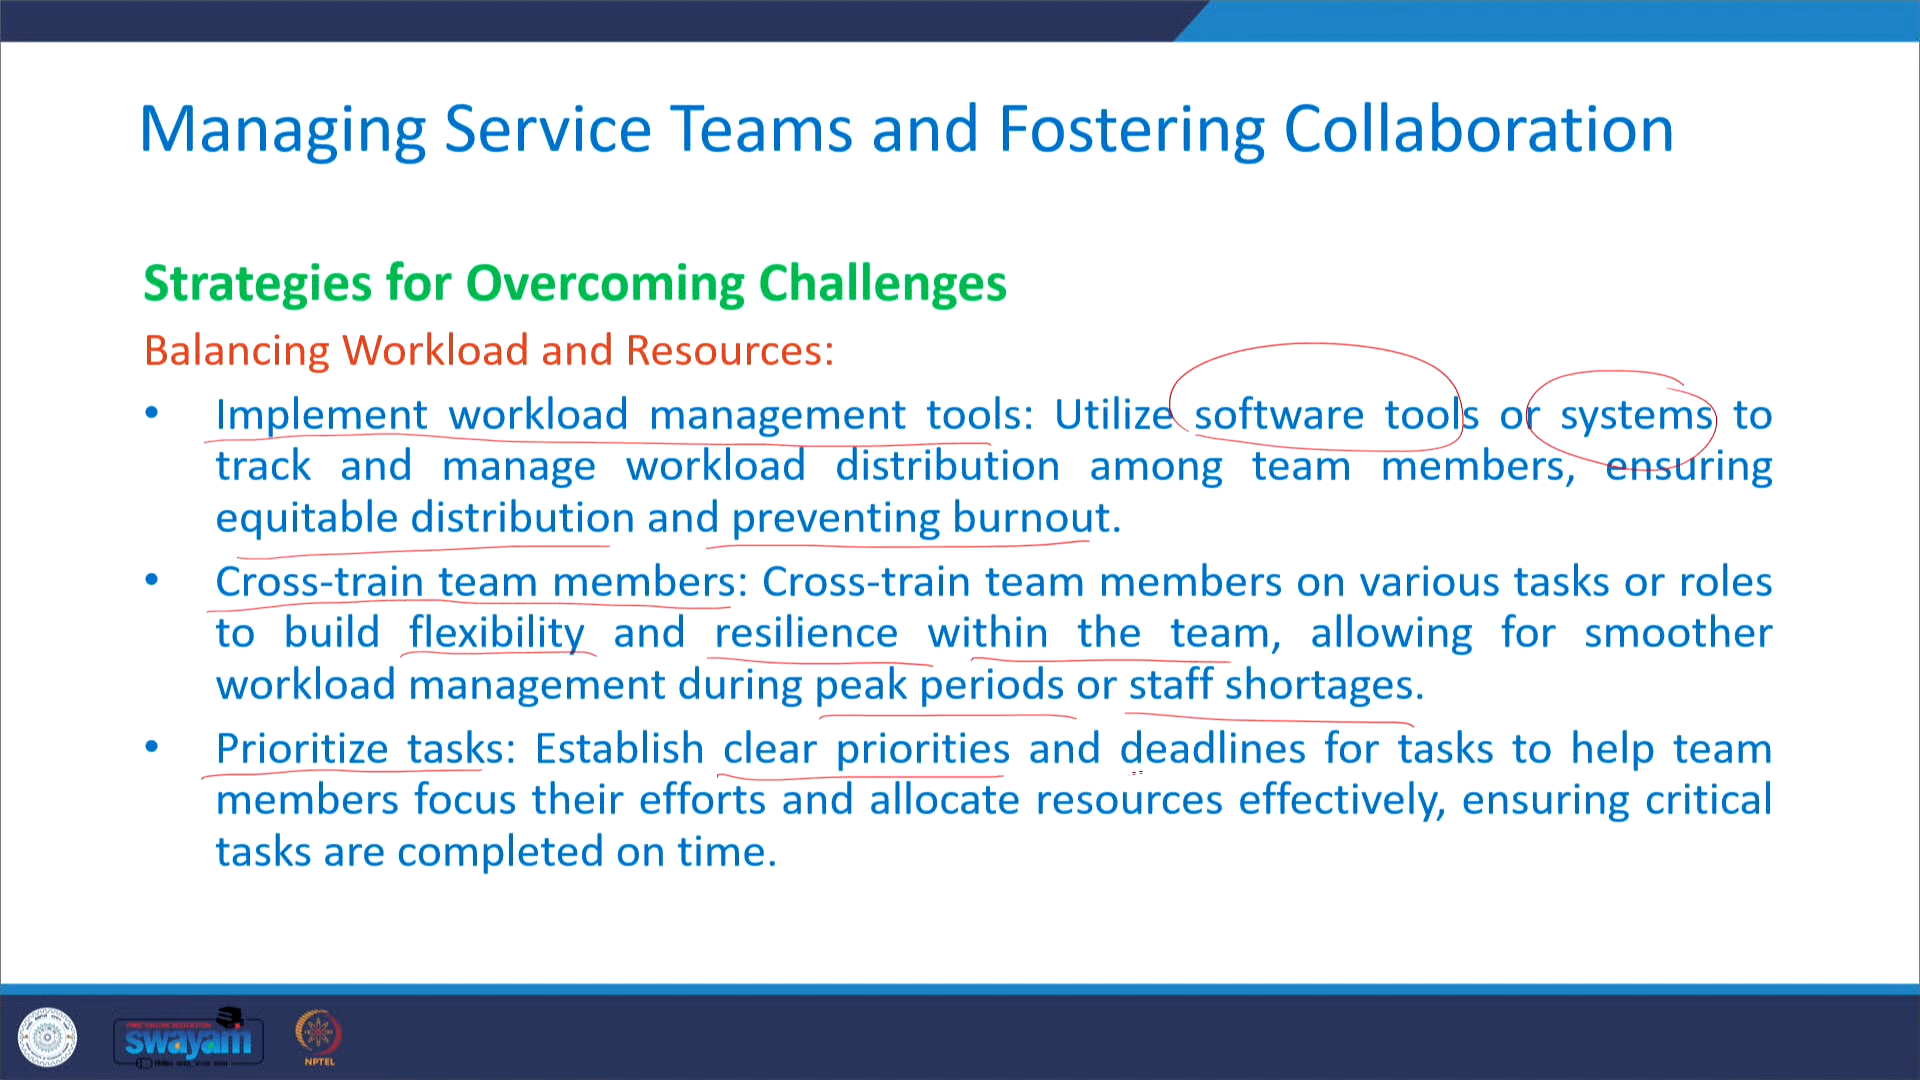 Managing Service Teams and Fostering Collaboration
Strategies for Overcoming Challenges
Balancing Workload and Resources:
• Implement workload management tools: Utilize software tools or systems to
track and manage workload distribution among team members, ensuring
equitable distribution and preventing burnout.
• Cross-train team members: Cross-train team members on various tasks or roles
to build flexibility and resilience within the team, allowing for smoother
workload management during peak periods or staff shortages.
• Prioritize tasks: Establish clear priorities and deadlines for tasks to help team
members focus their efforts and allocate resources effectively, ensuring critical
tasks are completed on time.
swayam
NPTEL